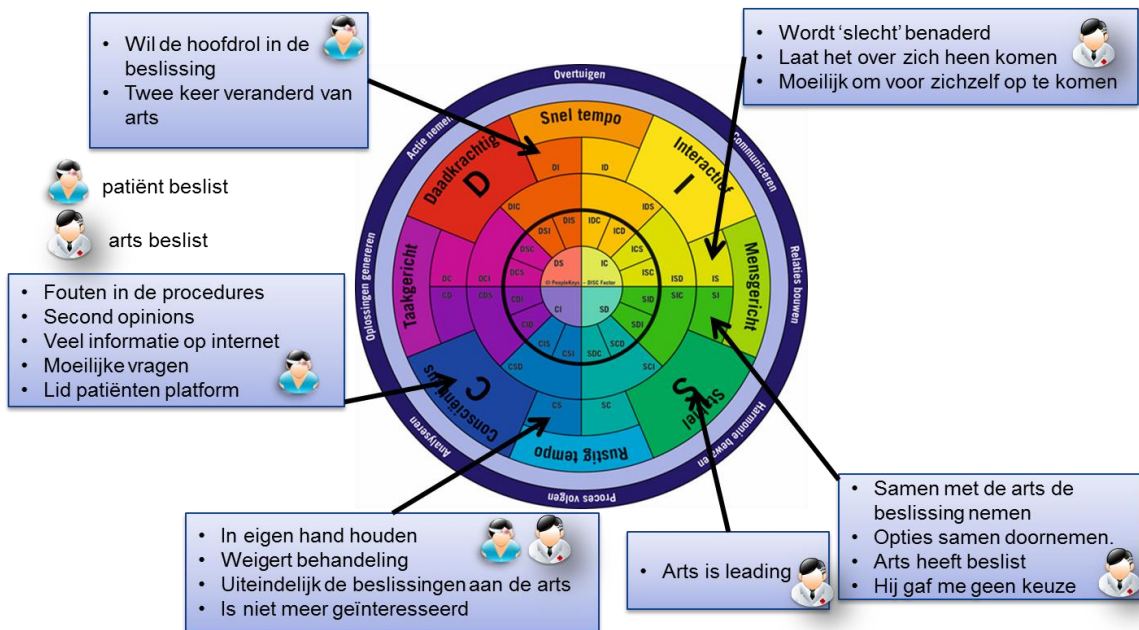 • Wil de hoofdrol in de
beslissing
• Twee keer veranderd van
arts
• Wordt ‘slecht’ benaderd
• Laat het over zich heen komen
• Moeilijk om voor zichzelf op te komen
patiënt beslist
arts beslist
• Fouten in de procedures
• Second opinions
• Veel informatie op internet
• Moeilijke vragen
• Lid patiënten platform
Overtuigen
Actie nemen
Communiceren
Oplossingen genereren
Relaties bouwen
Analyseren
Harmonie bewaren
Proces volgen
Snel tempo
Daadkrachtig
D
Interactief
I
Taakgericht
Mensgericht
Consciëntieus
C
Stabiel
S
Rustig tempo
DI
ID
DIC
IDS
DIS
IDC
DSI
ICD
DSC
ICS
DCS
ISC
DS
IC
DC
DCI
ISD
IS
© PeopleKeys – DISC Factor
CD
CDS
CDI
SID
SIC
SI
CI
SD
CID
SDI
CIS
SCD
CSI
SDC
CSD
SCI
CS
SC
• In eigen hand houden
• Weigert behandeling
• Uiteindelijk de beslissingen aan de arts
• Is niet meer geïnteresseerd
• Arts is leading
• Samen met de arts de
beslissing nemen
• Opties samen doornemen.
• Arts heeft beslist
• Hij gaf me geen keuze